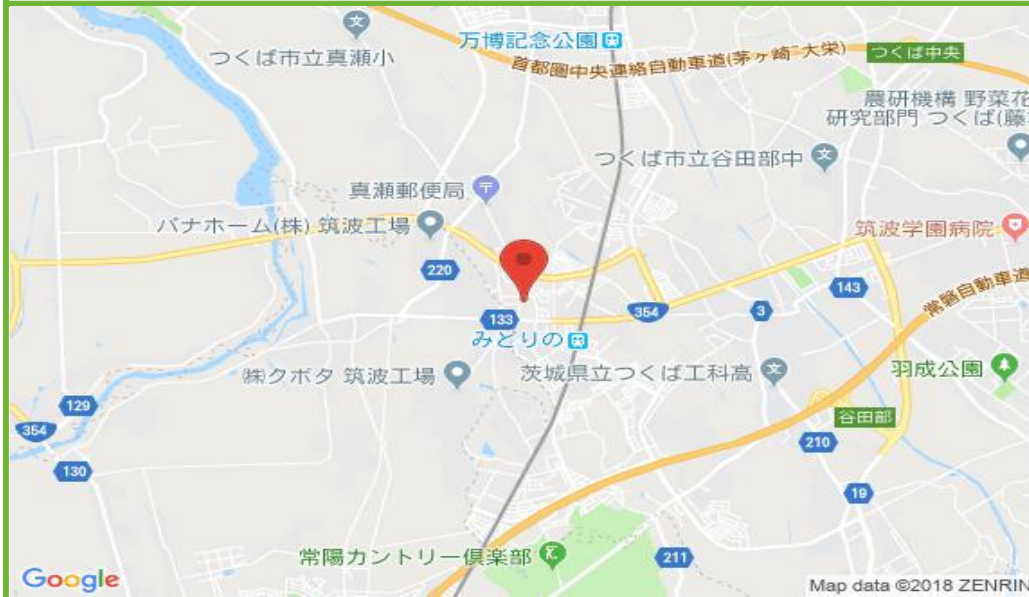 つくば市立真瀬小
万博記念公園
首都圏中央連絡自動車道(茅ヶ崎~大栄)
つくば中央
農研機構 野菜花
研究部門 つくば(藤
つくば市立谷田部中
真瀬郵便局
パナホーム(株) 筑波工場
筑波学園病院
220
143
常磐自動車道
133
354
3
みどりの
㈱クボタ 筑波工場
茨城県立つくば工科高
羽成公園
129
354
谷田部
210
130
19
常陽カントリー倶楽部
211
Google
Map data ©2018 ZENRIN